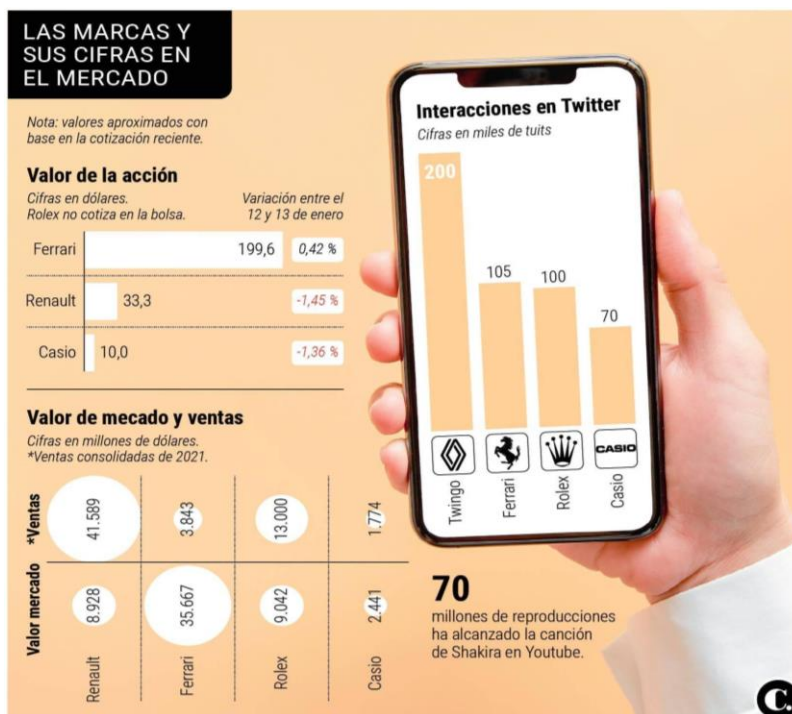 LAS MARCAS Y
SUS CIFRAS EN
EL MERCADO
Nota: valores aproximados con
base en la cotización reciente.
Valor de la acción
Cifras en dólares.
Rolex no cotiza en la bolsa.
Variación entre el
12 y 13 de enero
Ferrari 199,6 0,42 %
Renault 33,3 -1,45 %
Casio 10,0 -1,36 %
Valor de mecado y ventas
Cifras en millones de dólares.
*Ventas consolidadas de 2021.
*Ventas 41.589 3.843 13.000 1.774
Valor mercado 8.928 35.667 9.042 2.441
Renault Ferrari Rolex Casio
Interacciones en Twitter
Cifras en miles de tuits
200
105
100
70
CASIO
Twingo Ferrari Rolex Casio
70
millones de reproducciones
ha alcanzado la canción
de Shakira en Youtube.
C.